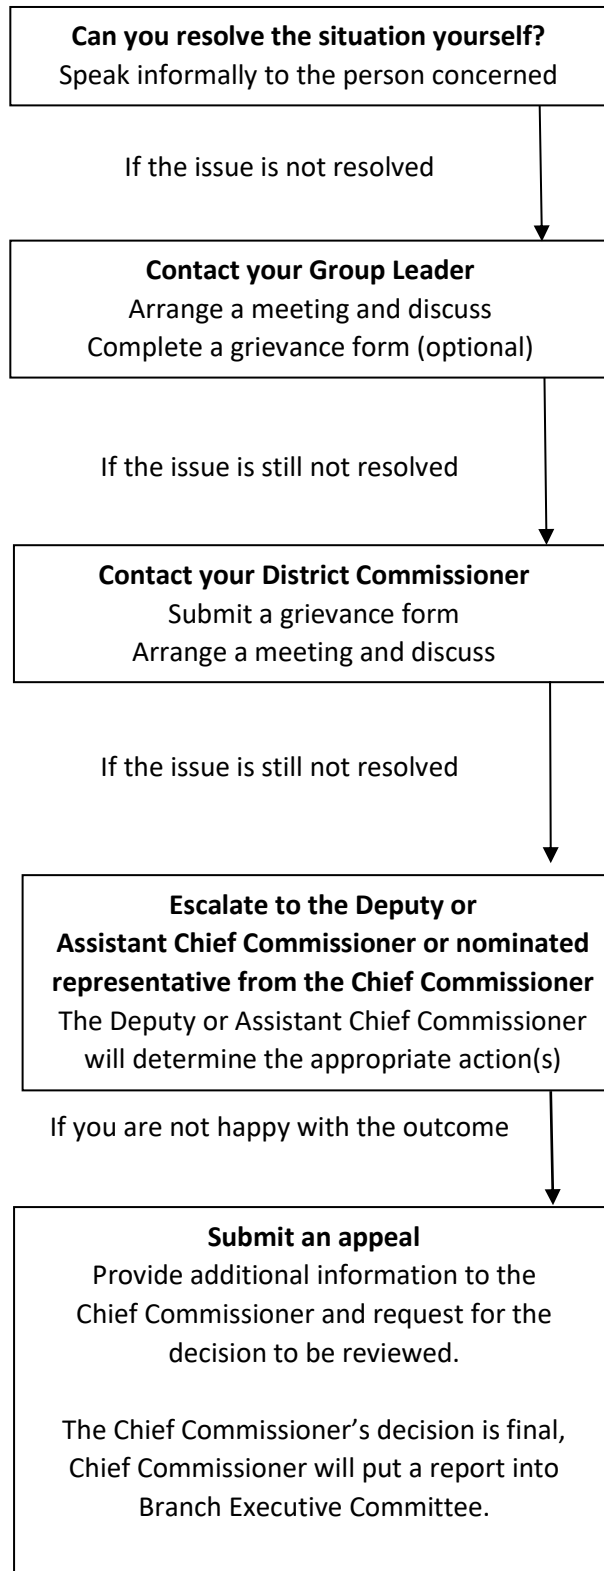 Can you resolve the situation yourself?
Speak informally to the person concerned
If the issue is not resolved
Contact your Group Leader
Arrange a meeting and discuss
Complete a grievance form (optional)
If the issue is still not resolved
Contact your District Commissioner
Submit a grievance form
Arrange a meeting and discuss
If the issue is still not resolved
Escalate to the Deputy or
Assistant Chief Commissioner or nominated
representative from the Chief Commissioner
The Deputy or Assistant Chief Commissioner
will determine the appropriate action(s)
If you are not happy with the outcome
Submit an appeal
Provide additional information to the
Chief Commissioner and request for the
decision to be reviewed.
The Chief Commissioner’s decision is final,
Chief Commissioner will put a report into
Branch Executive Committee.